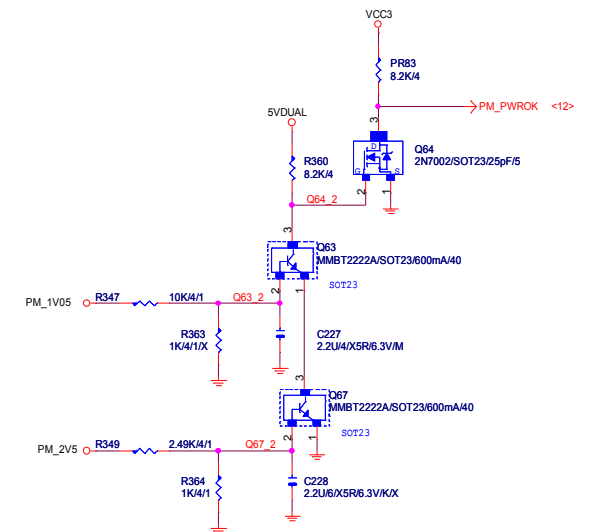 VCC3
PR83
8.2K/4
PM_PWROK <12>
5VDUAL
3
D
Q64
2N7002/SOT23/25pF/5
G S
R360
8.2K/4
2 1
Q64_2
3
Q63
MMBT2222A/SOT23/600mA/40
SOT23
2 1
PM_1V05 R347 10K/4/1 Q63_2
R363
1K/4/1/X
C227
2.2U/4/X5R/6.3V/M
3
Q67
MMBT2222A/SOT23/600mA/40
SOT23
2 1
PM_2V5 R349 2.49K/4/1 Q67_2
R364
1K/4/1
C228
2.2U/6/X5R/6.3V/K/X